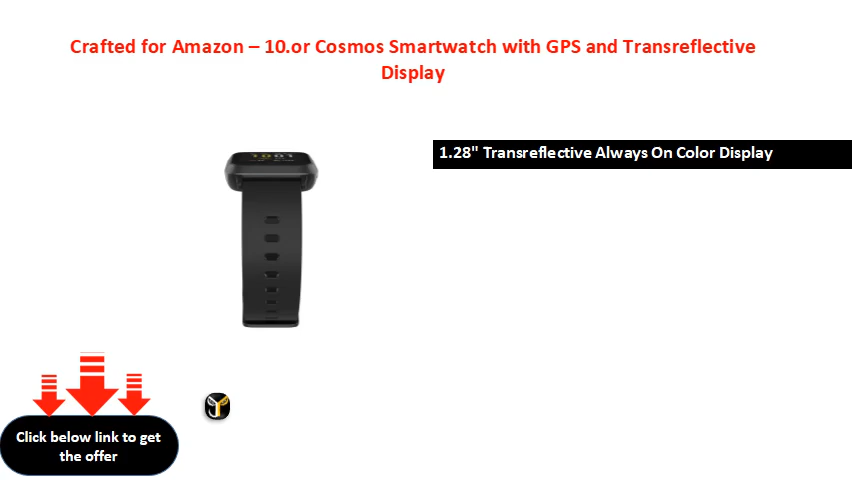 Crafted for Amazon – 10.or Cosmos Smartwatch with GPS and Transreflective
Display
1.28" Transreflective Always On Color Display
Click below link to get
the offer